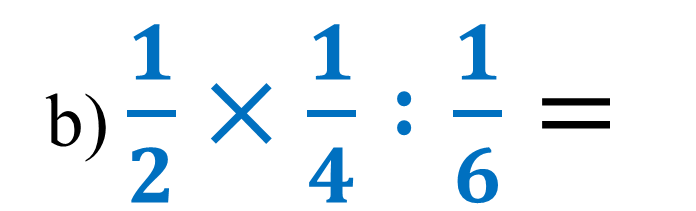 b) 1/2 × 1/4 : 1/6 =